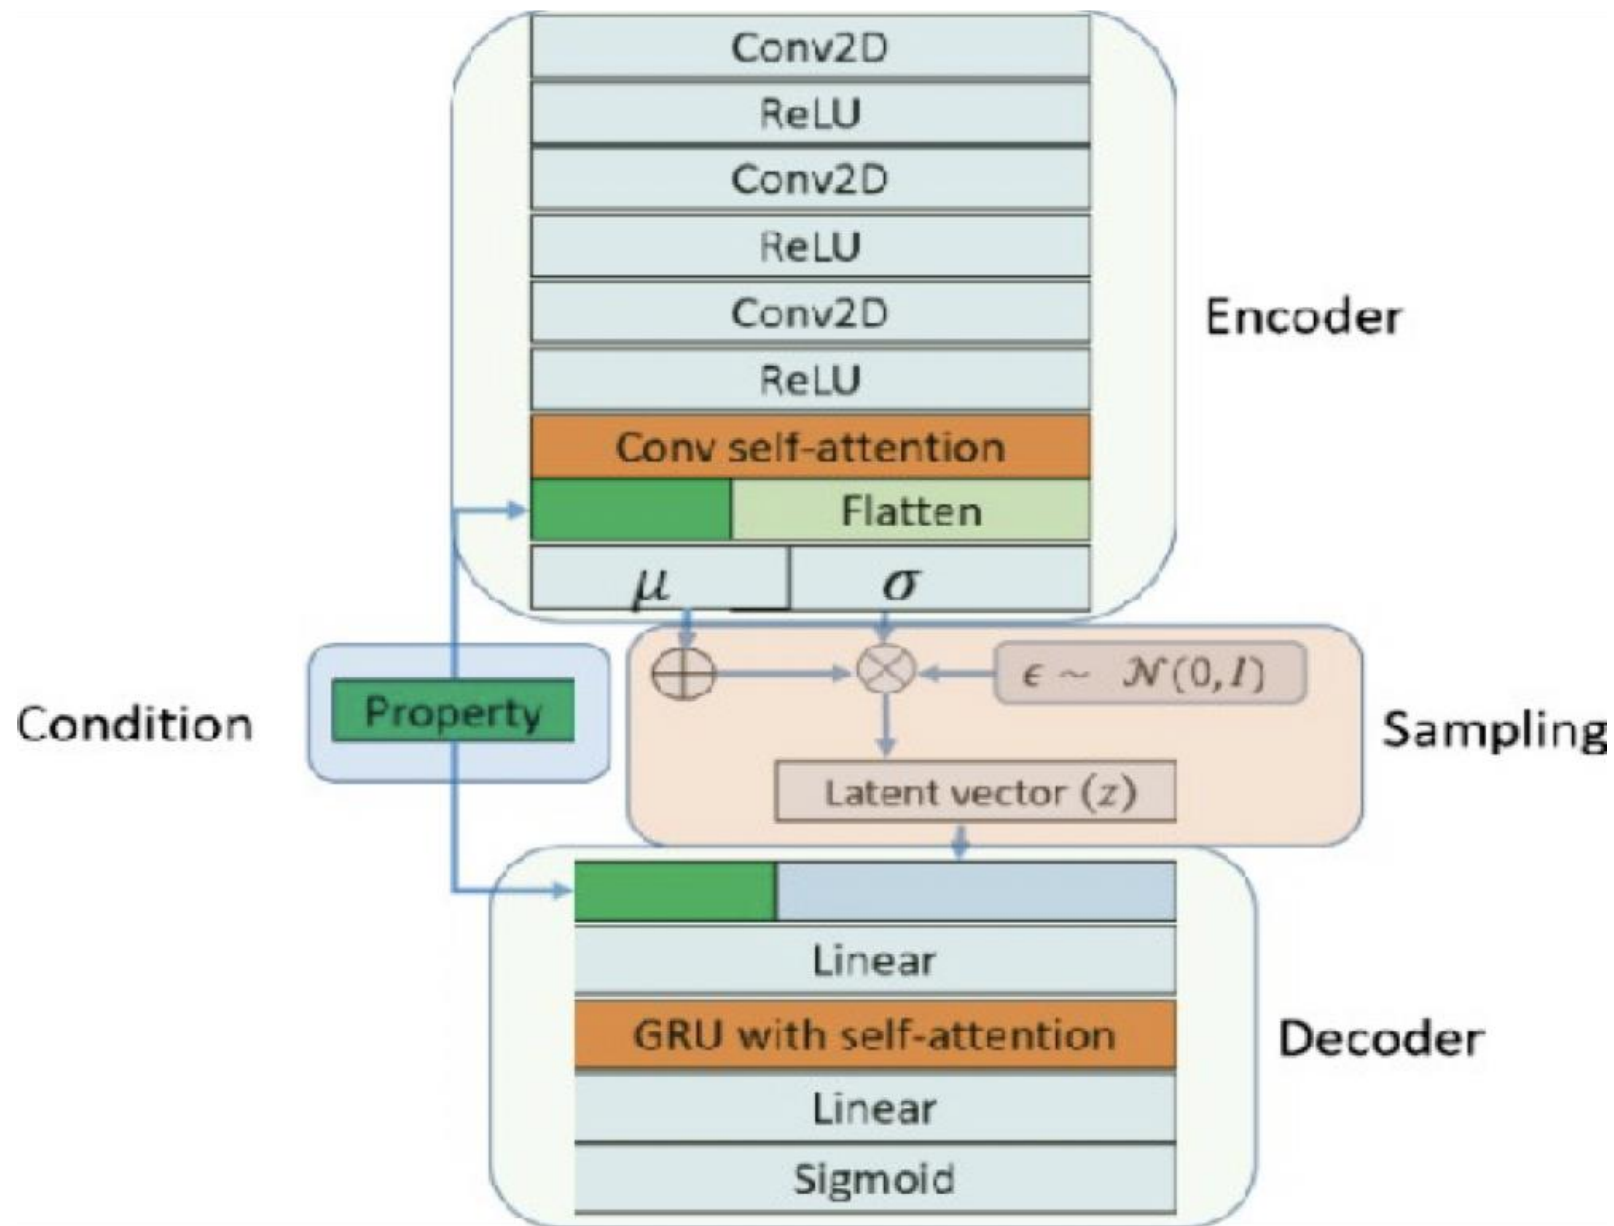 Conv2D
ReLU
Conv2D
ReLU
Conv2D
ReLU
Encoder
Conv self-attention
Flatten
μ σ
ϵ ~ 𝒩(0,I)
Condition
Property
Sampling
Latent vector (z)
Linear
GRU with self-attention
Decoder
Linear
Sigmoid